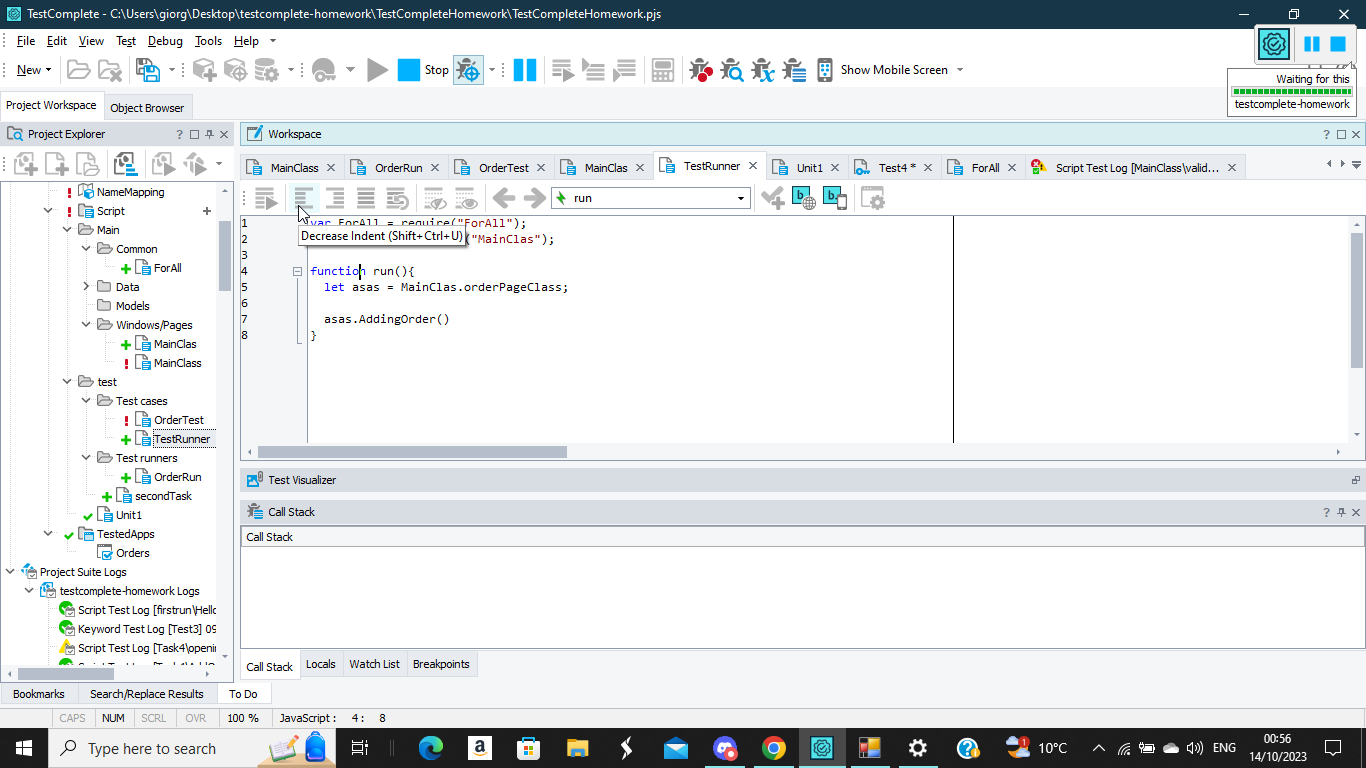 TestComplete - C:\Users\giorg\Desktop\testcomplete-homework\TestCompleteHomework\TestCompleteHomework.pjs
File Edit View Test Debug Tools Help
New Stop Show Mobile Screen
Waiting for this
testcomplete-homework
Project Workspace Object Browser
Project Explorer ?
Workspace ?
MainClass OrderRun OrderTest MainClas TestRunner Unit1 Test4 * ForAll Script Test Log [MainClass\valid...
run
Decrease Indent (Shift+Ctrl+U)
1 var ForAll = require("ForAll");
2 ("MainClas");
3
4 function run(){
5 let asas = MainClas.orderPageClass;
6
7 asas.AddingOrder()
8 }
NameMapping
Script
Main
Common
ForAll
Data
Models
Windows/Pages
MainClas
MainClass
test
Test cases
OrderTest
TestRunner
Test runners
OrderRun
secondTask
Unit1
TestedApps
Orders
Project Suite Logs
testcomplete-homework Logs
Script Test Log [firstrun\Hello
Keyword Test Log [Test3] 09
Script Test Log [Task4\openi
Test Visualizer
Call Stack ?
Call Stack
Call Stack Locals Watch List Breakpoints
Bookmarks Search/Replace Results To Do
CAPS NUM SCRL OVR 100 % JavaScript : 4: 8
Type here to search
10°C
ENG
00:56
14/10/2023